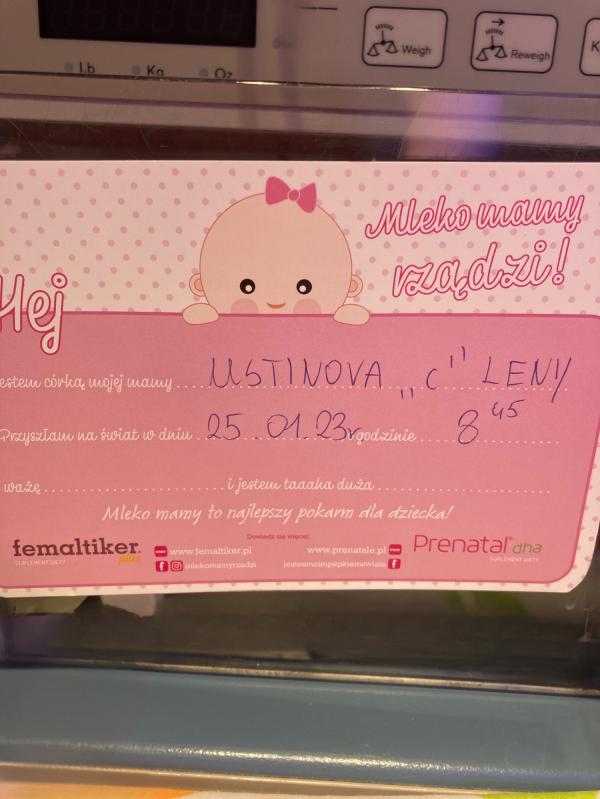 Lb Kg Oz
Weigh
Reweigh
K
Mleko mamy
rządzi!
Hej
estem córką mojej mamy USTINOVA „C" LENY
Przyszłam na świat w dniu 25.01.23r godzinie 8 45
ważę i jestem taaaka duża
Mleko mamy to najlepszy pokarm dla dziecka!
Dowiedz się więcej:
femaltiker. plus
SUPLEMENT DIETY
www.femaltiker.pl
mlekomamyrzadzi
www.prenatale.pl
jestemnoimpepkiemswiata
Prenatal® dha
SUPLEMENT DIETY